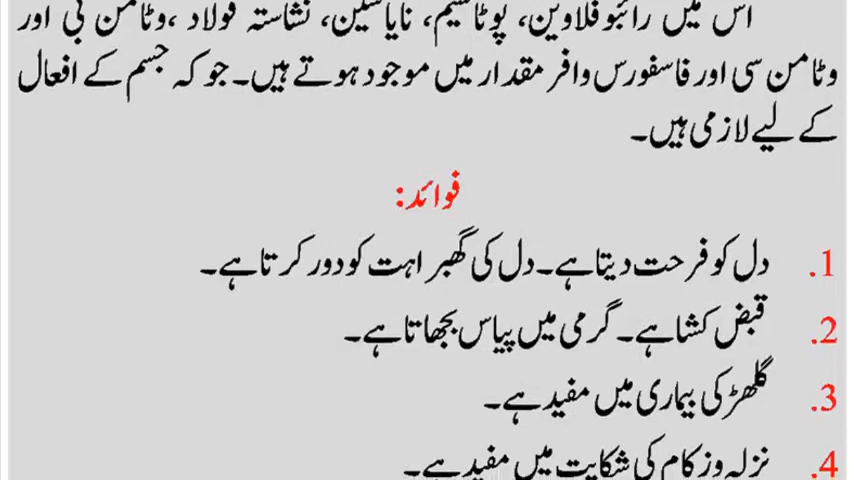 اس میں رائبوفلاوین، پوٹاشیم، نایاسین، نشاستہ فولاد ،وٹامن بی اور
وٹامن سی اور فاسفورس وافر مقدار میں موجود ہوتے ہیں۔ جو کہ جسم کے افعال
کے لیے لازمی ہیں۔
فوائد:
1. دل کو فرحت دیتا ہے۔ دل کی گھبراہت کو دور کرتا ہے۔
2. قبض کشا ہے۔ گرمی میں پیاس بجھاتا ہے۔
3. گلھڑ کی بیماری میں مفید ہے۔
4. نزلہ وزکام کی شکایت میں مفید ہے۔